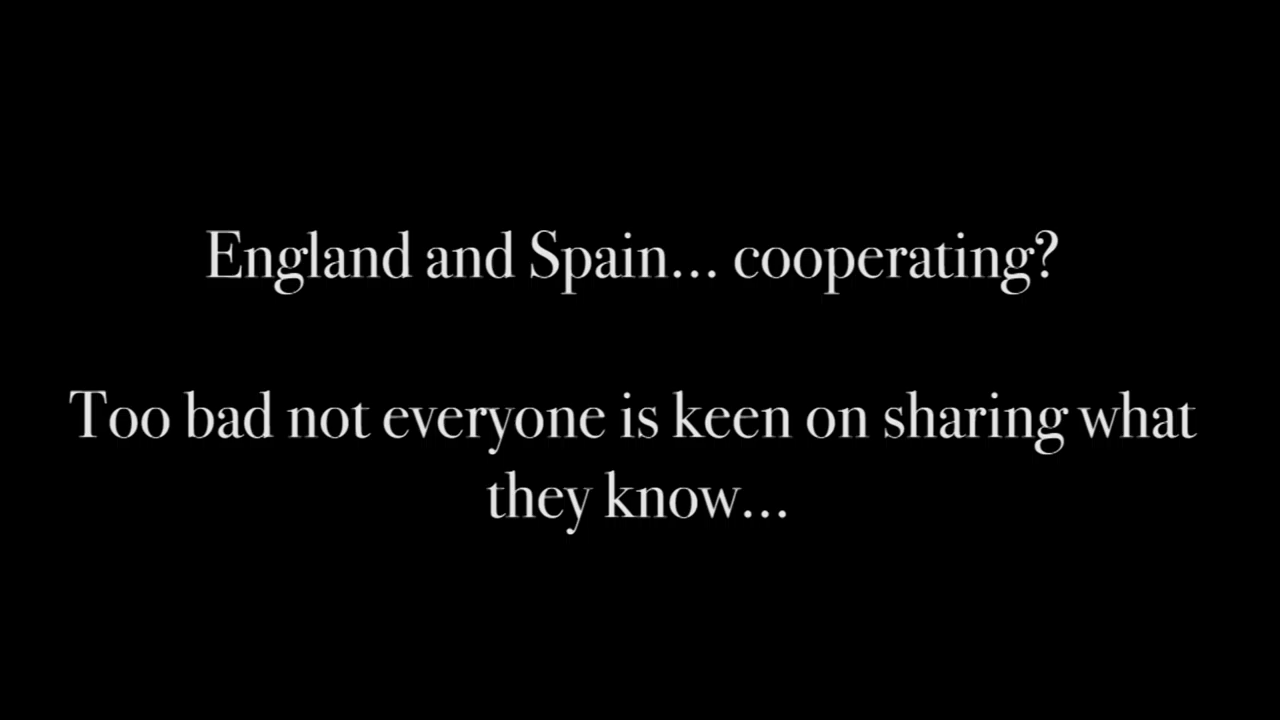 England and Spain... cooperating?
Too bad not everyone is keen on sharing what
they know...